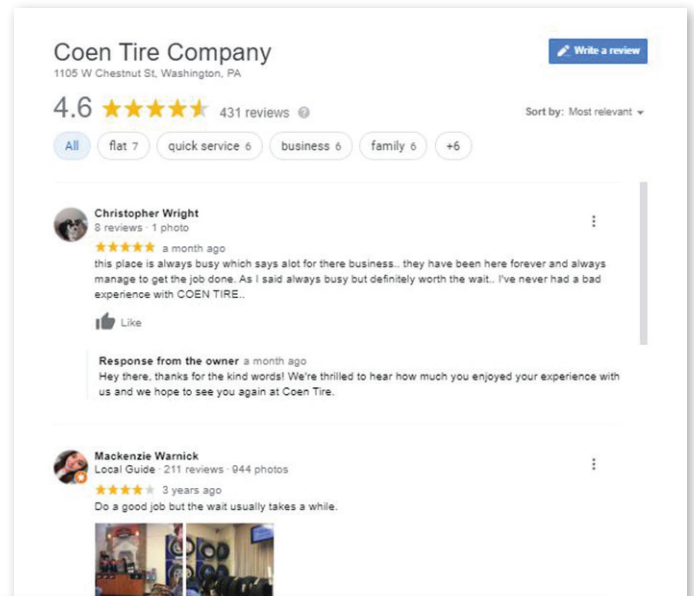 Coen Tire Company
Write a review
1105 W Chestnut St, Washington, PA
4.6 431 reviews
Sort by: Most relevant
All flat 7 quick service 6 business 6 family 6 +6
Christopher Wright
8 reviews · 1 photo
a month ago
this place is always busy which says alot for there business.. they have been here forever and always
manage to get the job done. As I said always busy but definitely worth the wait.. I've never had a bad
experience with COEN TIRE..
Like
Response from the owner a month ago
Hey there, thanks for the kind words! We're thrilled to hear how much you enjoyed your experience with
us and we hope to see you again at Coen Tire.
Mackenzie Warnick
Local Guide · 211 reviews · 944 photos
3 years ago
Do a good job but the wait usually takes a while.